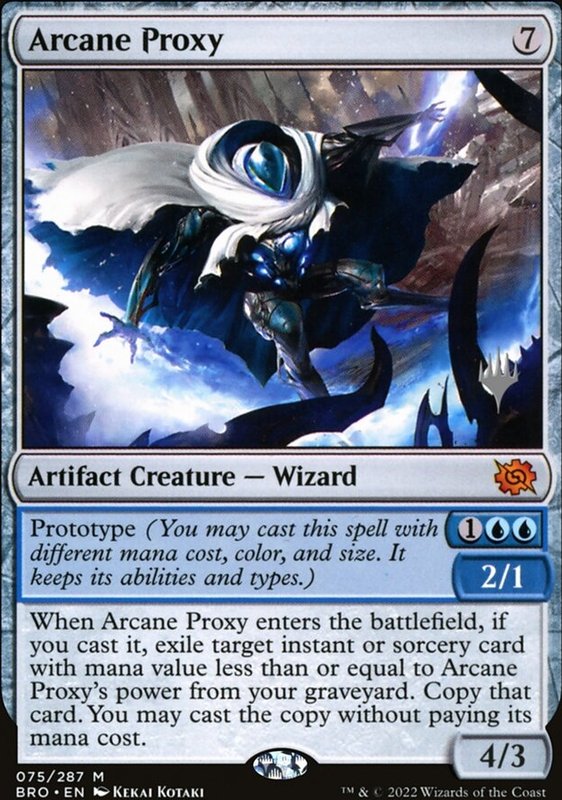 Arcane Proxy 7
Artifact Creature — Wizard
Prototype (You may cast this spell with 1
different mana cost, color, and size. It
keeps its abilities and types.) 2/1
When Arcane Proxy enters the battlefield, if
you cast it, exile target instant or sorcery card
with mana value less than or equal to Arcane
Proxy's power from your graveyard. Copy that
card. You may cast the copy without paying its
mana cost.
4/3
075/287 M
BRO • EN Kekai Kotaki ™ & © 2022 Wizards of the Coast